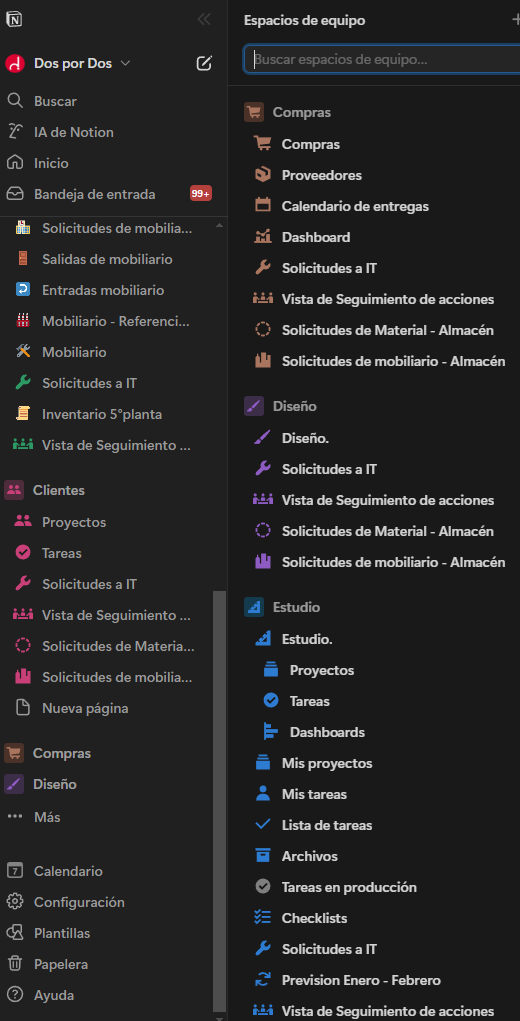 Dos por Dos
Buscar
IA de Notion
Inicio
Bandeja de entrada 99+
Solicitudes de mobilia...
Salidas de mobiliario
Entradas mobiliario
Mobiliario - Referenci...
Mobiliario
Solicitudes a IT
Inventario 5°planta
Vista de Seguimiento ...
Clientes
Proyectos
Tareas
Solicitudes a IT
Vista de Seguimiento ...
Solicitudes de Materia...
Solicitudes de mobilia...
Nueva página
Compras
Diseño
Más
7
Calendario
Configuración
Plantillas
Papelera
Ayuda
Espacios de equipo
Buscar espacios de equipo...
Compras
Compras
Proveedores
Calendario de entregas
Dashboard
Solicitudes a IT
Vista de Seguimiento de acciones
Solicitudes de Material - Almacén
Solicitudes de mobiliario - Almacén
Diseño
Diseño.
Solicitudes a IT
Vista de Seguimiento de acciones
Solicitudes de Material - Almacén
Solicitudes de mobiliario - Almacén
Estudio
Estudio.
Proyectos
Tareas
Dashboards
Mis proyectos
Mis tareas
Lista de tareas
Archivos
Tareas en producción
Checklists
Solicitudes a IT
Prevision Enero - Febrero
Vista de Seguimiento de acciones